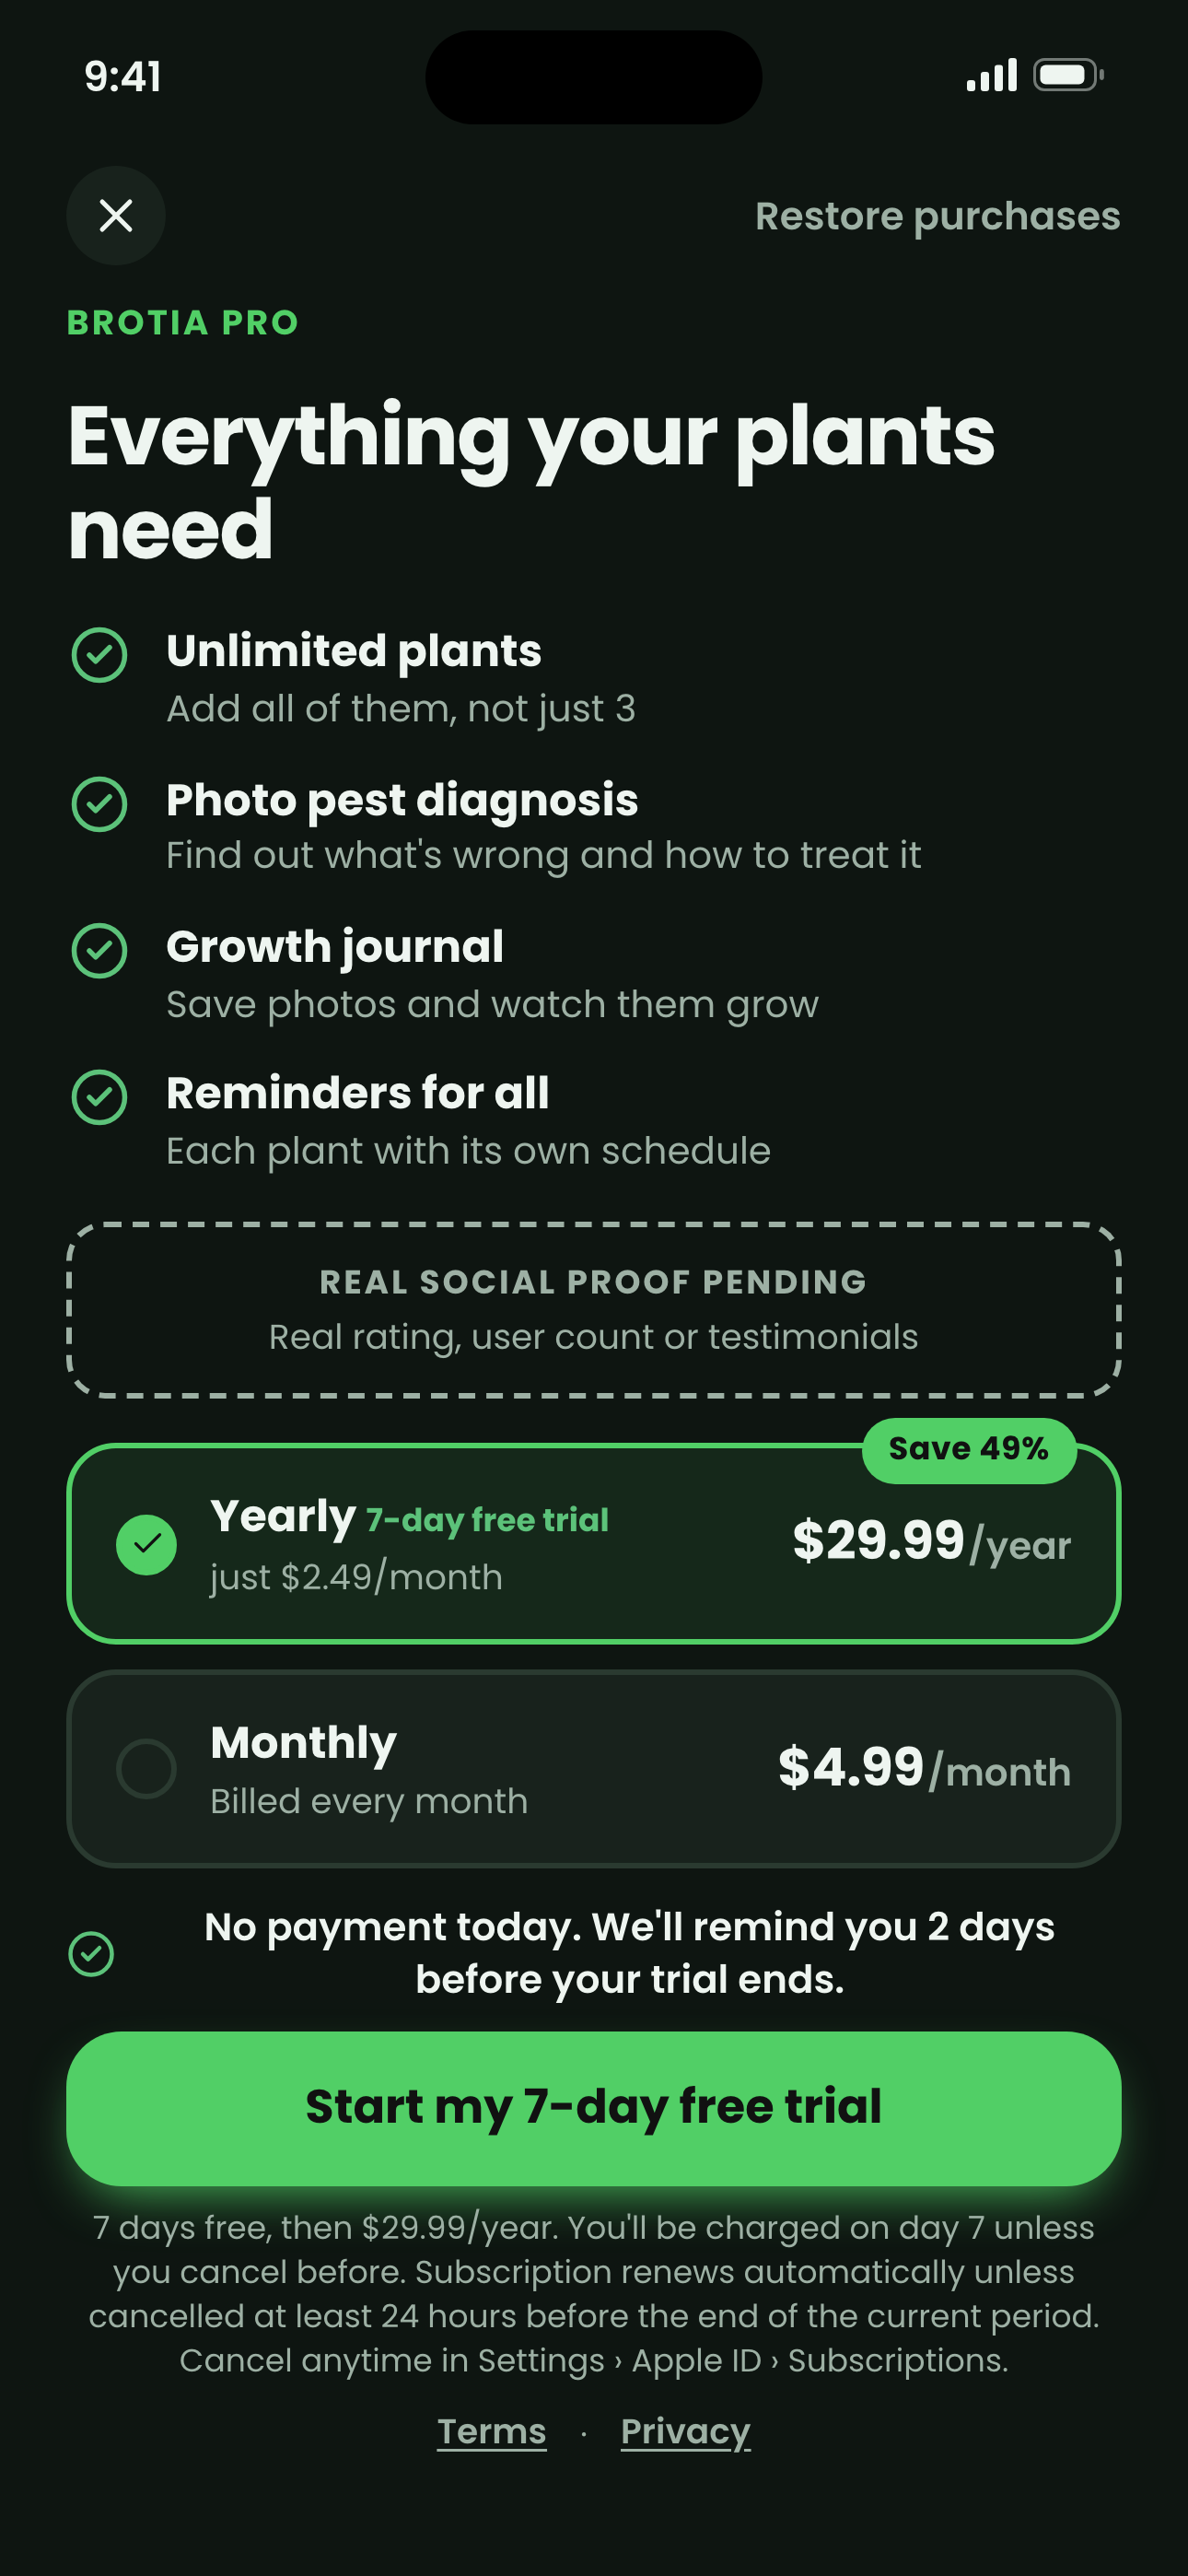 9:41
Restore purchases
BROTIA PRO
Everything your plants
need
Unlimited plants
Add all of them, not just 3
Photo pest diagnosis
Find out what's wrong and how to treat it
Growth journal
Save photos and watch them grow
Reminders for all
Each plant with its own schedule
REAL SOCIAL PROOF PENDING
Real rating, user count or testimonials
Save 49%
Yearly 7-day free trial
just $2.49/month
$29.99/year
Monthly
Billed every month
$4.99/month
No payment today. We'll remind you 2 days
before your trial ends.
Start my 7-day free trial
7 days free, then $29.99/year. You'll be charged on day 7 unless
you cancel before. Subscription renews automatically unless
cancelled at least 24 hours before the end of the current period.
Cancel anytime in Settings › Apple ID › Subscriptions.
Terms · Privacy